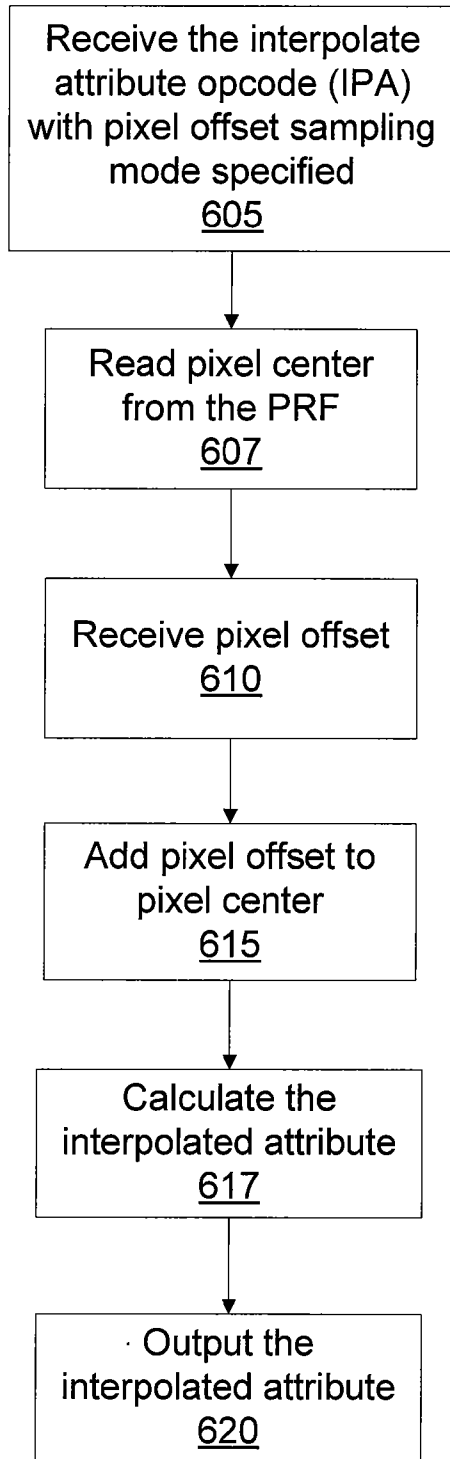 Receive the interpolate
attribute opcode (IPA)
with pixel offset sampling
mode specified
605
Read pixel center
from the PRF
607
Receive pixel offset
610
Add pixel offset to
pixel center
615
Calculate the
interpolated attribute
617
Output the
interpolated attribute
620